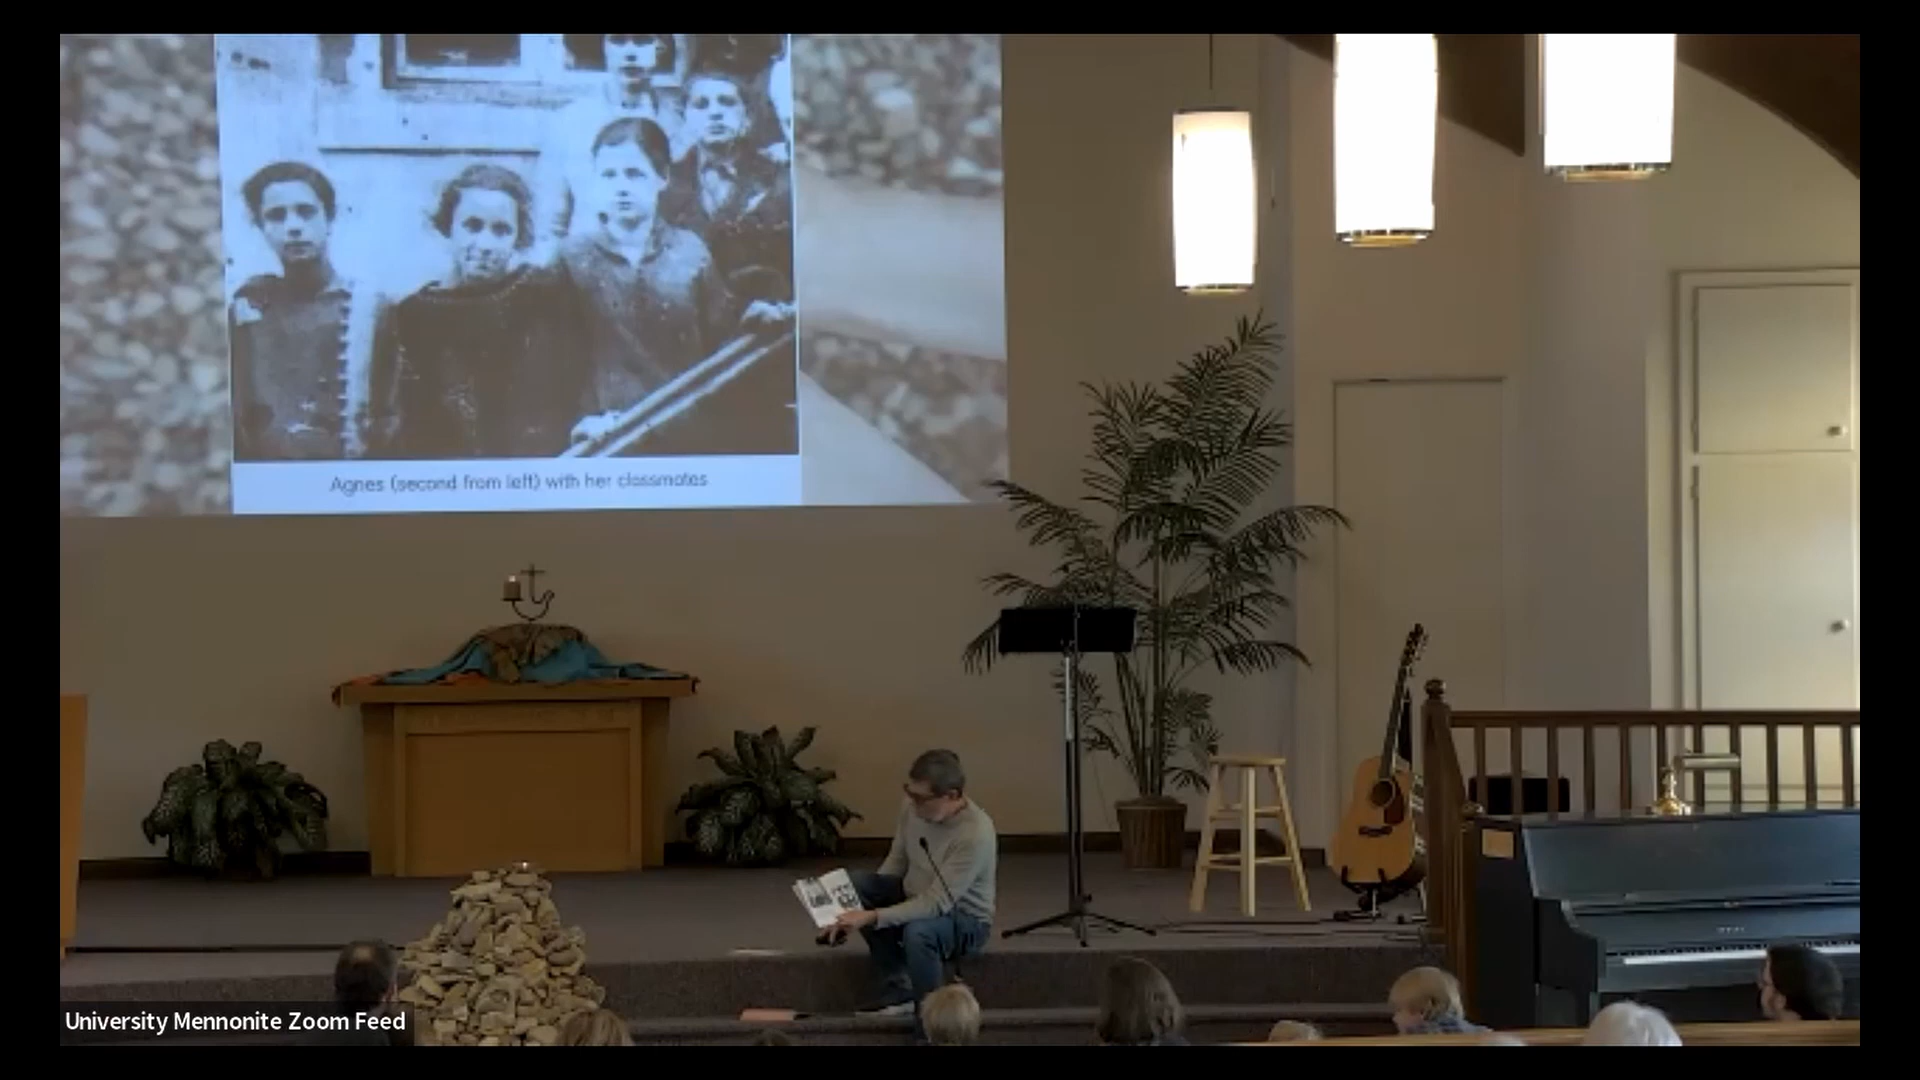 Agnes (second from left) with her classmates
University Mennonite Zoom Feed